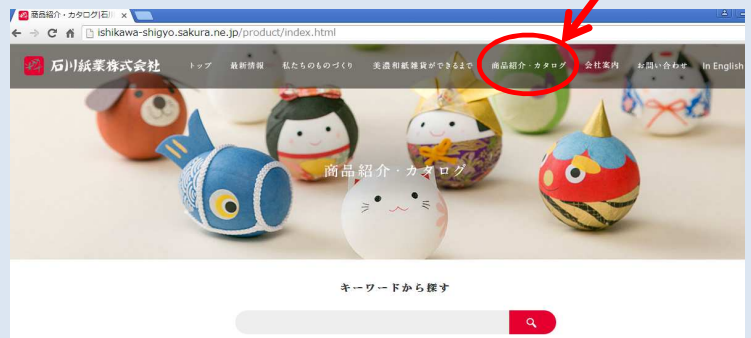 商品紹介・カタログ|石川
ishikawa-shigyo.sakura.ne.jp/product/index.html
石川紙業株式会社 トップ 最新情報 私たちのものづくり 美濃和紙雑貨ができるまで 商品紹介・カタログ 会社案内 お問い合わせ In English
商品紹介・カタログ
キーワードから探す